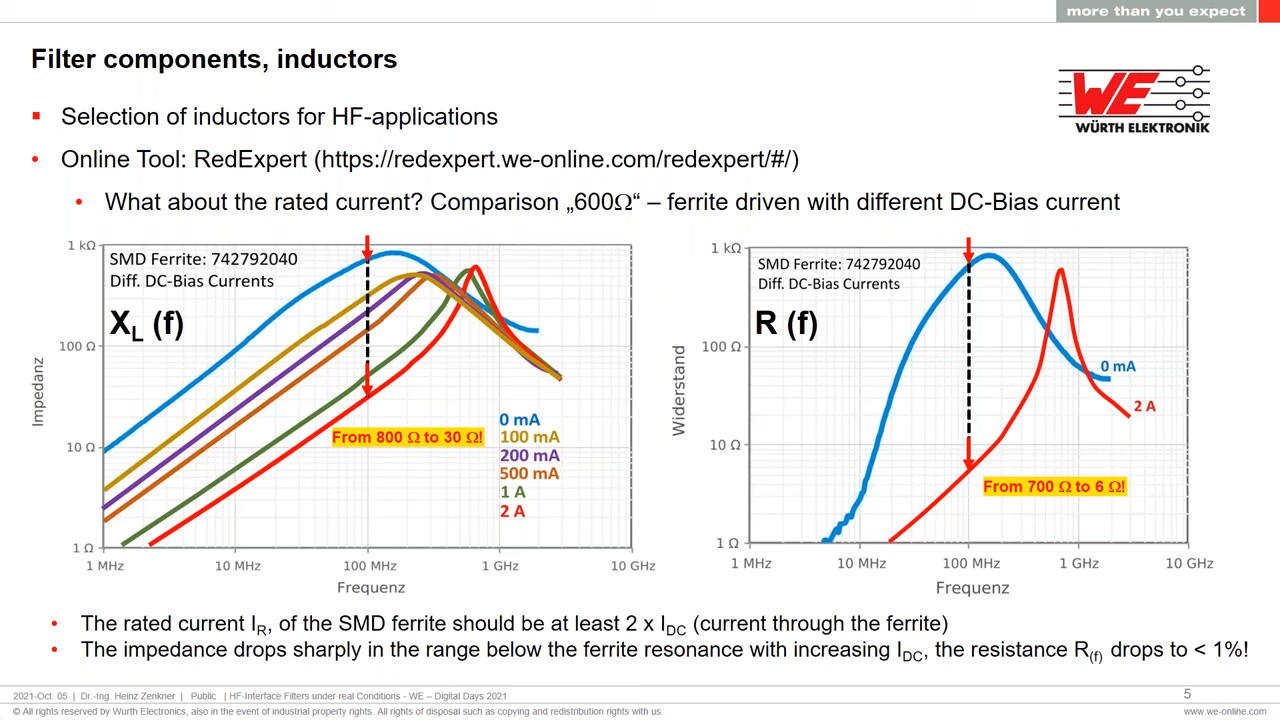 more than you expect
Filter components, inductors
WE
WÜRTH ELEKTRONIK
▪ Selection of inductors for HF-applications
• Online Tool: RedExpert (https://redexpert.we-online.com/redexpert/#/)
• What about the rated current? Comparison „600Ω“ – ferrite driven with different DC-Bias current
1 kΩ
100 Ω
10 Ω
1 Ω
Impedanz
SMD Ferrite: 742792040
Diff. DC-Bias Currents
XL (f)
From 800 Ω to 30 Ω!
0 mA
100 mA
200 mA
500 mA
1 A
2 A
1 MHz 10 MHz 100 MHz 1 GHz 10 GHz
Frequenz
1 kΩ
100 Ω
10 Ω
1 Ω
Widerstand
SMD Ferrite: 742792040
Diff. DC-Bias Currents
R (f)
0 mA
2 A
From 700 Ω to 6 Ω!
1 MHz 10 MHz 100 MHz 1 GHz 10 GHz
Frequenz
• The rated current IR, of the SMD ferrite should be at least 2 x IDC (current through the ferrite)
• The impedance drops sharply in the range below the ferrite resonance with increasing IDC, the resistance R(f) drops to < 1%!
2021-Oct. 05 | Dr.-Ing. Heinz Zenkner | Public | HF-Interface Filters under real Conditions - WE – Digital Days 2021
5
© All rights reserved by Wurth Electronics, also in the event of industrial property rights. All rights of disposal such as copying and redistribution rights with us.
www.we-online.com